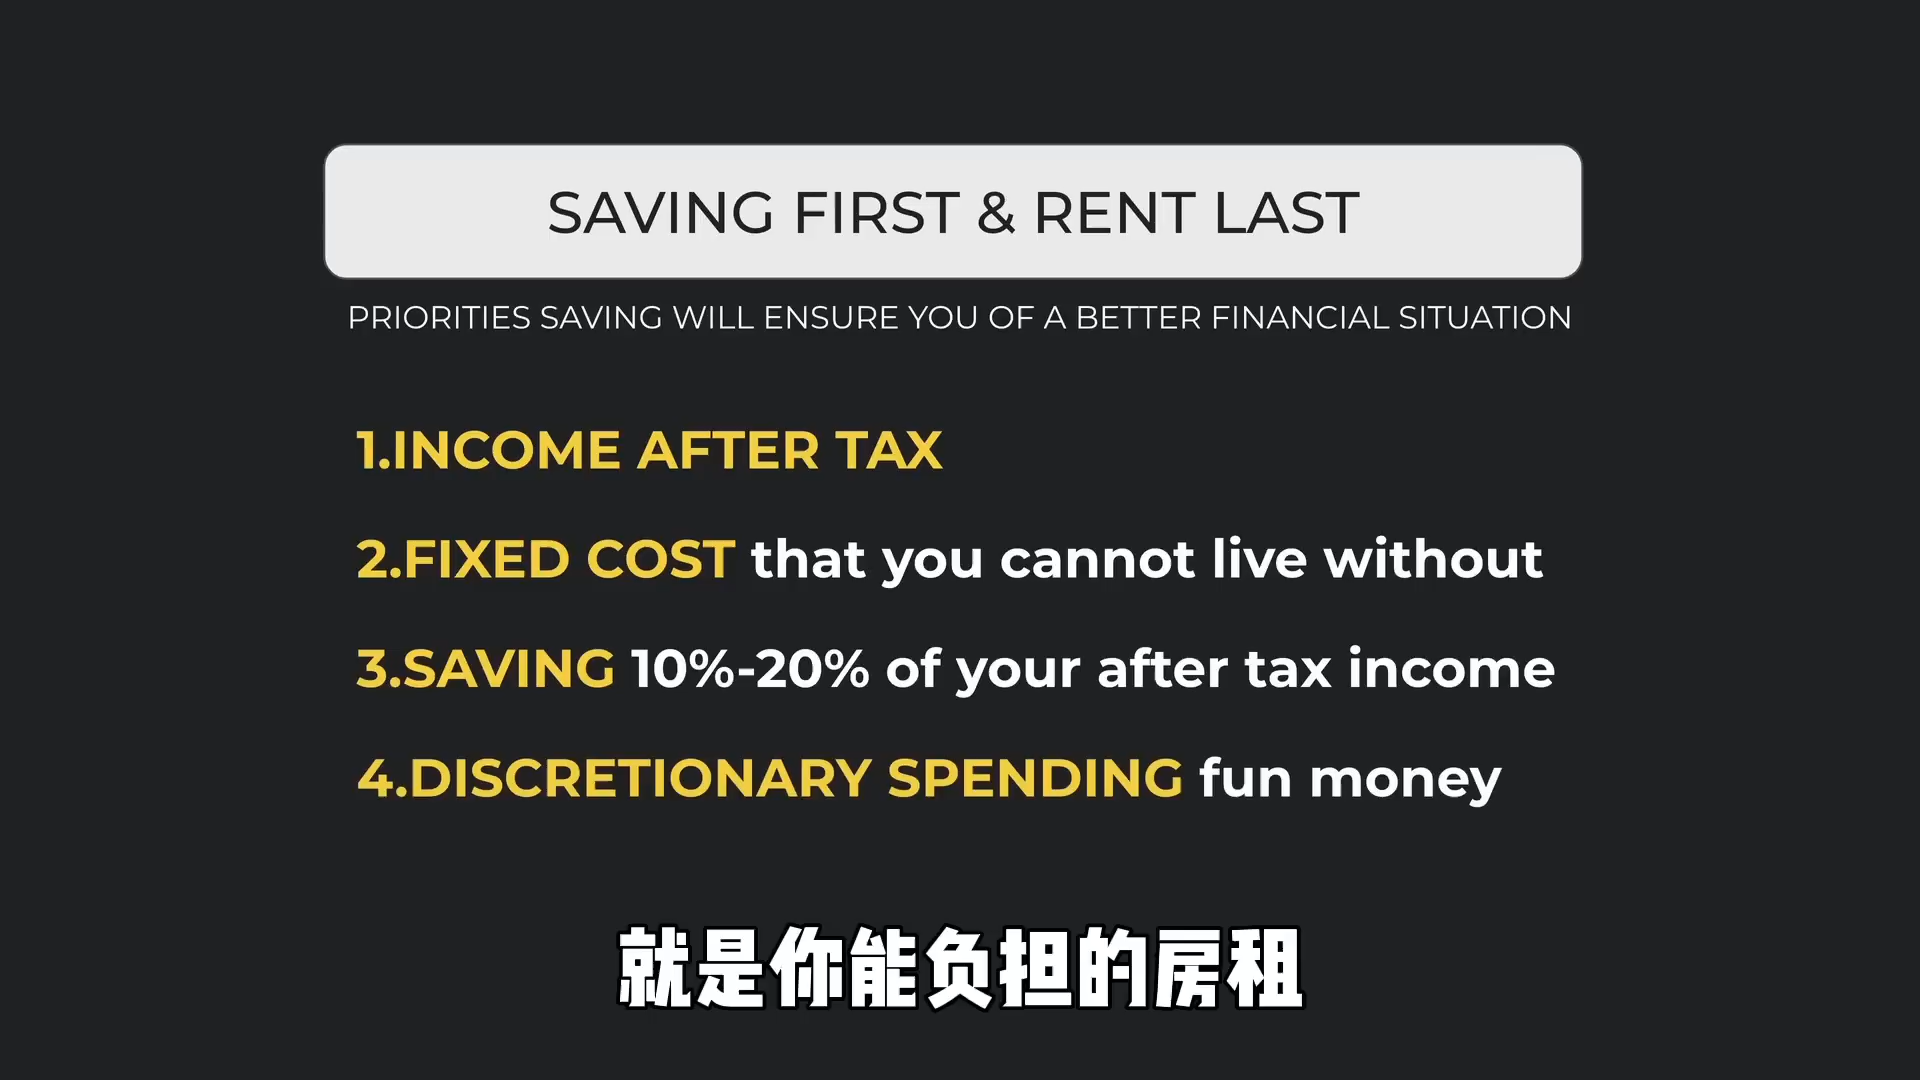 SAVING FIRST & RENT LAST
PRIORITIES SAVING WILL ENSURE YOU OF A BETTER FINANCIAL SITUATION
1.INCOME AFTER TAX
2.FIXED COST that you cannot live without
3.SAVING 10%-20% of your after tax income
4.DISCRETIONARY SPENDING fun money
就是你能负担的房租